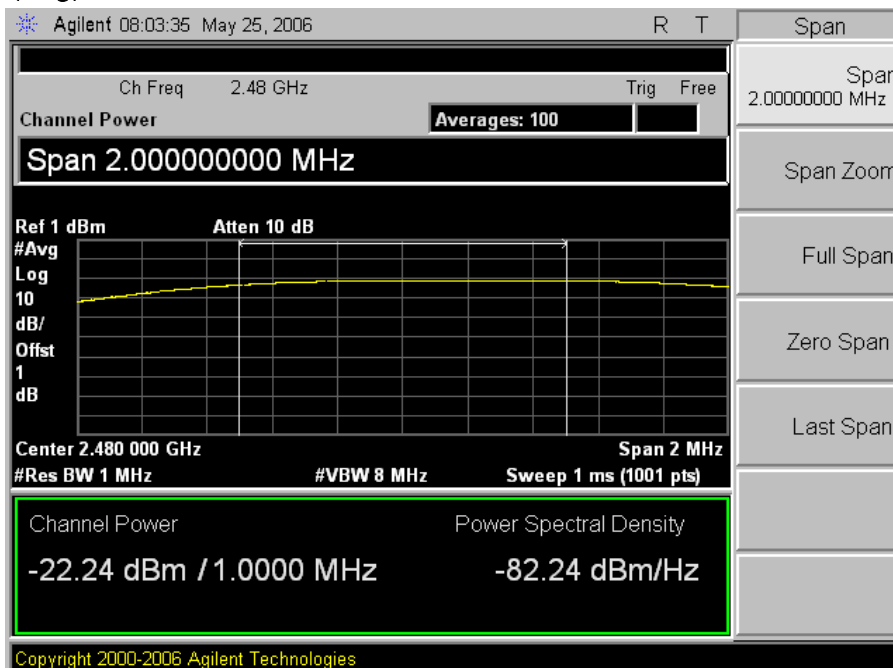 Agilent 08:03:35 May 25, 2006 R T
Span
Ch Freq 2.48 GHz Trig Free
Channel Power Averages: 100
Span 2.000000000 MHz
Ref 1 dBm Atten 10 dB
#Avg
Log
10
dB/
Offst
1
dB
Center 2.480 000 GHz Span 2 MHz
#Res BW 1 MHz #VBW 8 MHz Sweep 1 ms (1001 pts)
Channel Power Power Spectral Density
-22.24 dBm / 1.0000 MHz -82.24 dBm/Hz
Copyright 2000-2006 Agilent Technologies
Span
2.00000000 MHz
Span Zoom
Full Span
Zero Span
Last Span